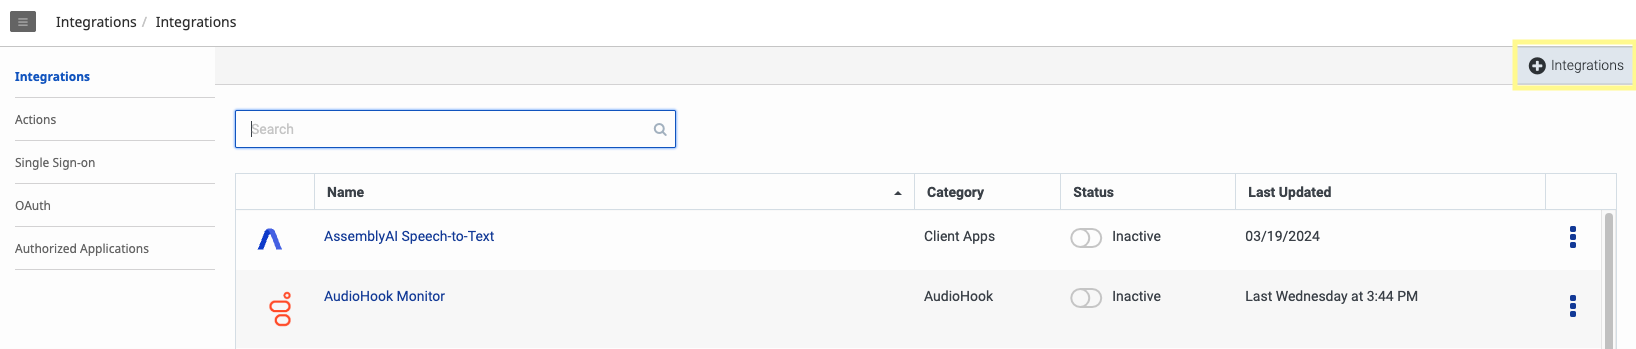 Integrations / Integrations
Integrations
Integrations
Actions
Single Sign-on
OAuth
Authorized Applications
Search
Name Category Status Last Updated
AssemblyAI Speech-to-Text Client Apps Inactive 03/19/2024
AudioHook Monitor AudioHook Inactive Last Wednesday at 3:44 PM